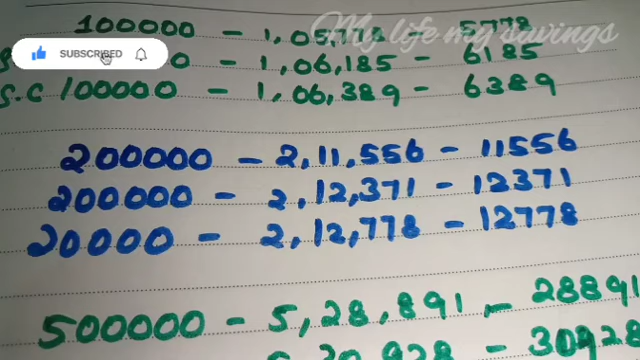 My life my savings
100000 - 1,05,778 - 5778
SUBSCRIBED
0 - 1,06,185 - 6185
S.C 100000 - 1,06,389 - 6389
200000 - 2,11,556 - 11556
200000 - 2,12,371 - 12371
20000 - 2,12,778 - 12778
500000 - 5,28,891 - 28891
30928